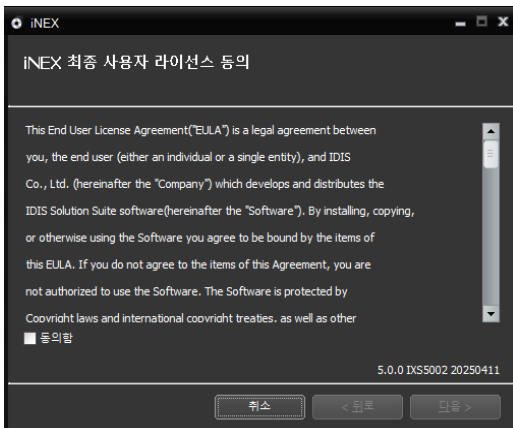 iNEX
iNEX 최종 사용자 라이선스 동의
This End User License Agreement("EULA") is a legal agreement between
you, the end user (either an individual or a single entity), and IDIS
Co., Ltd. (hereinafter the "Company") which develops and distributes the
IDIS Solution Suite software(hereinafter the "Software"). By installing, copying,
or otherwise using the Software you agree to be bound by the items of
this EULA. If you do not agree to the items of this Agreement, you are
not authorized to use the Software. The Software is protected by
Copyright laws and international copyright treaties, as well as other
동의함
5.0.0 IXS5002 20250411
취소 < 뒤로 다음 >